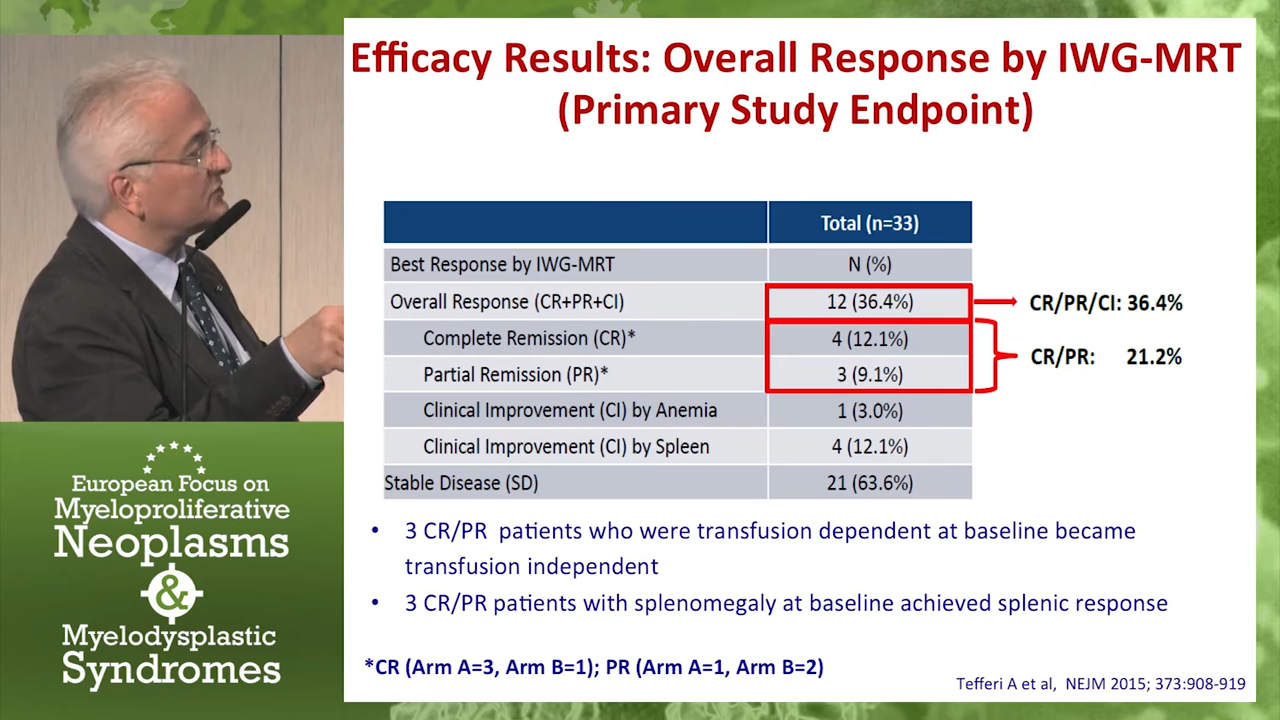 Efficacy Results: Overall Response by IWG-MRT
(Primary Study Endpoint)
Total (n=33)
Best Response by IWG-MRT N (%)
Overall Response (CR+PR+CI) 12 (36.4%)
CR/PR/CI: 36.4%
Complete Remission (CR)* 4 (12.1%)
CR/PR: 21.2%
Partial Remission (PR)* 3 (9.1%)
Clinical Improvement (CI) by Anemia 1 (3.0%)
Clinical Improvement (CI) by Spleen 4 (12.1%)
Stable Disease (SD) 21 (63.6%)
• 3 CR/PR patients who were transfusion dependent at baseline became
transfusion independent
• 3 CR/PR patients with splenomegaly at baseline achieved splenic response
*CR (Arm A=3, Arm B=1); PR (Arm A=1, Arm B=2)
Tefferi A et al, NEJM 2015; 373:908-919
European Focus on
Myeloproliferative
Neoplasms
&
Myelodysplastic
Syndromes